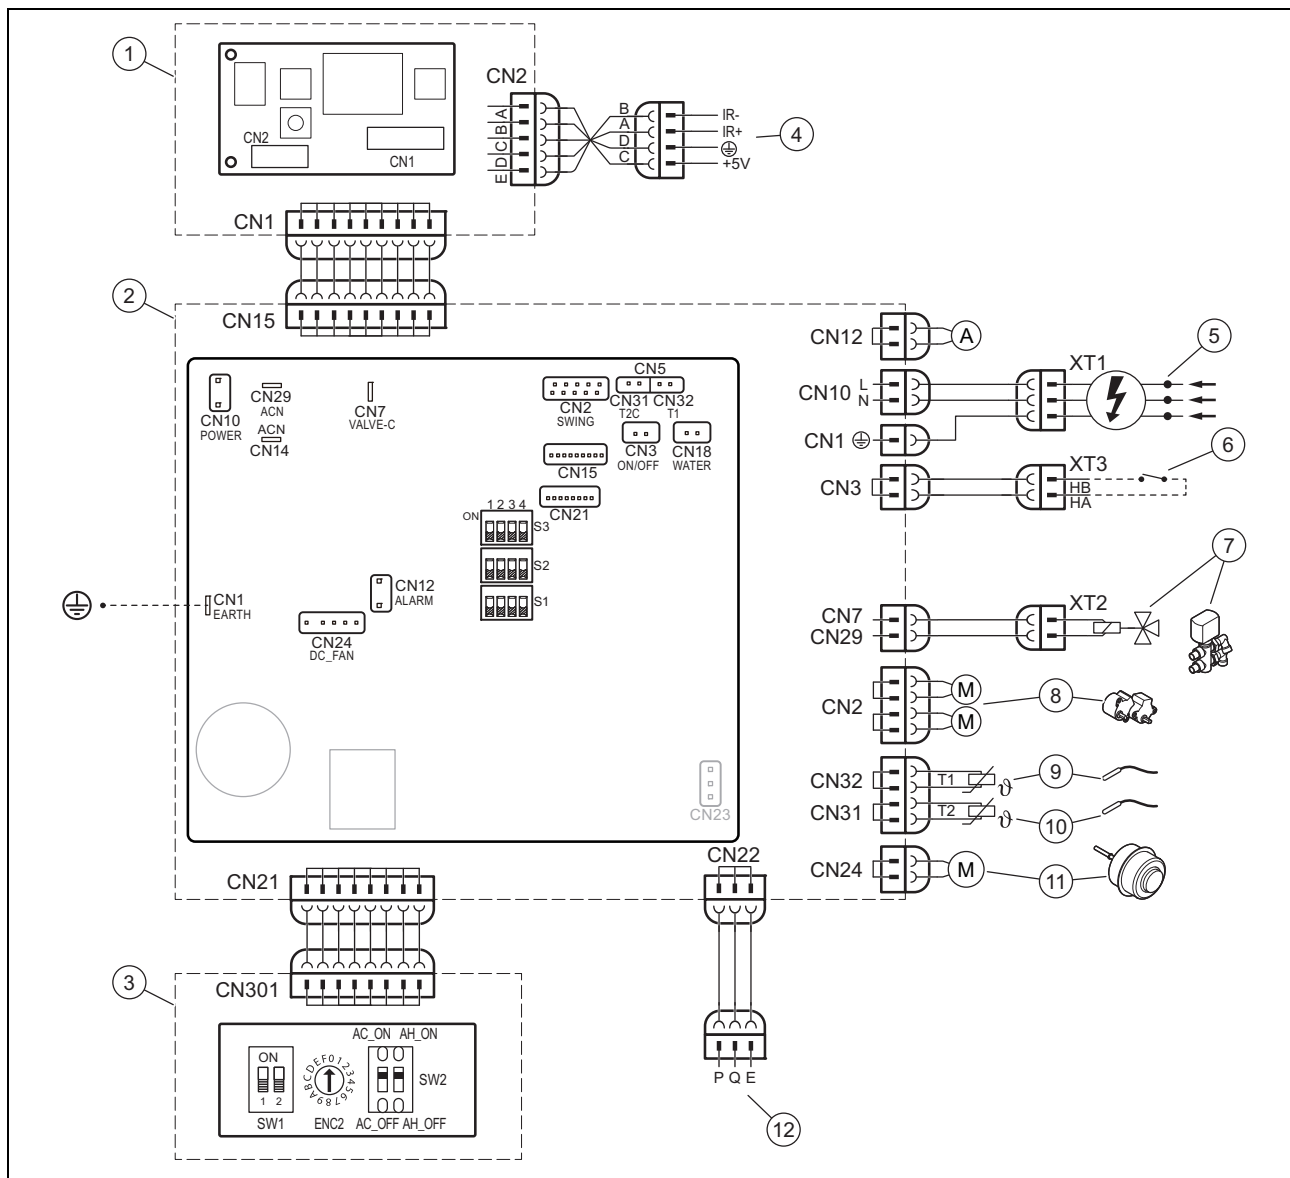 1
CN2
CN2
CN1
A
B
C
D
E
B
A
D
C
IR-
IR+
+5V
4
CN1
2
CN15
CN12
A
CN10
L
N
XT1
5
CN1
CN3
XT3
HB
HA
6
CN10
POWER
CN29
ACN
ACN
CN14
CN7
VALVE-C
CN2
SWING
CN5
CN31
T2C
CN32
T1
CN3
ON/OFF
CN18
WATER
CN15
CN21
1 2 3 4
ON
S3
S2
S1
CN1
EARTH
CN12
ALARM
CN24
DC_FAN
CN23
CN7
CN29
XT2
7
CN2
M
M
8
CN32
T1
ϑ
9
CN31
T2
ϑ
10
CN24
M
11
CN21
CN22
3
CN301
ON
1 2
SW1
0123456789ABCDEF
ENC2
AC_ON AH_ON
SW2
AC_OFF AH_OFF
P Q E
12